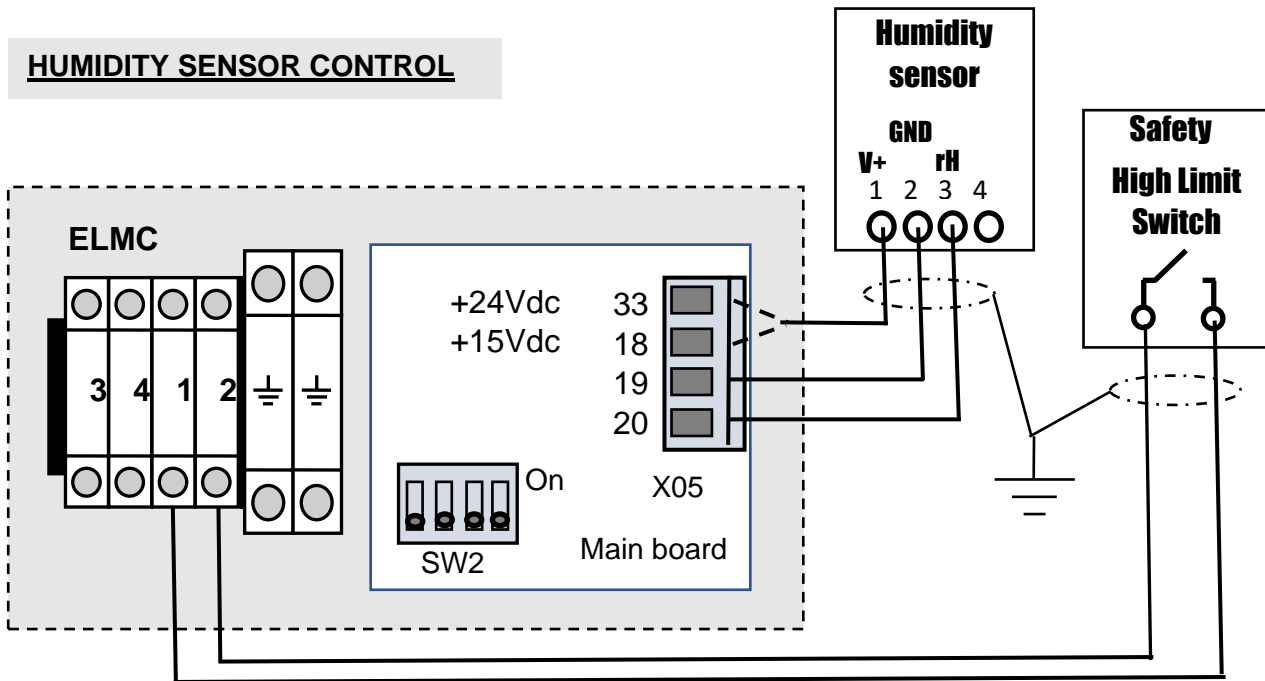 HUMIDITY SENSOR CONTROL
Humidity
sensor
GND
V+ rH
1 2 3 4
Safety
High Limit
Switch
ELMC
3 4 1 2
+24Vdc 33
+15Vdc 18
19
20
On
X05
SW2
Main board